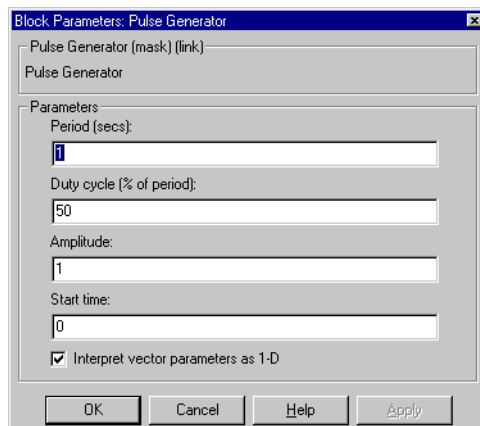 Block Parameters: Pulse Generator
Pulse Generator (mask) (link)
Pulse Generator
Parameters
Period (secs):
1
Duty cycle (% of period):
50
Amplitude:
1
Start time:
0
Interpret vector parameters as 1-D
OK Cancel Help Apply